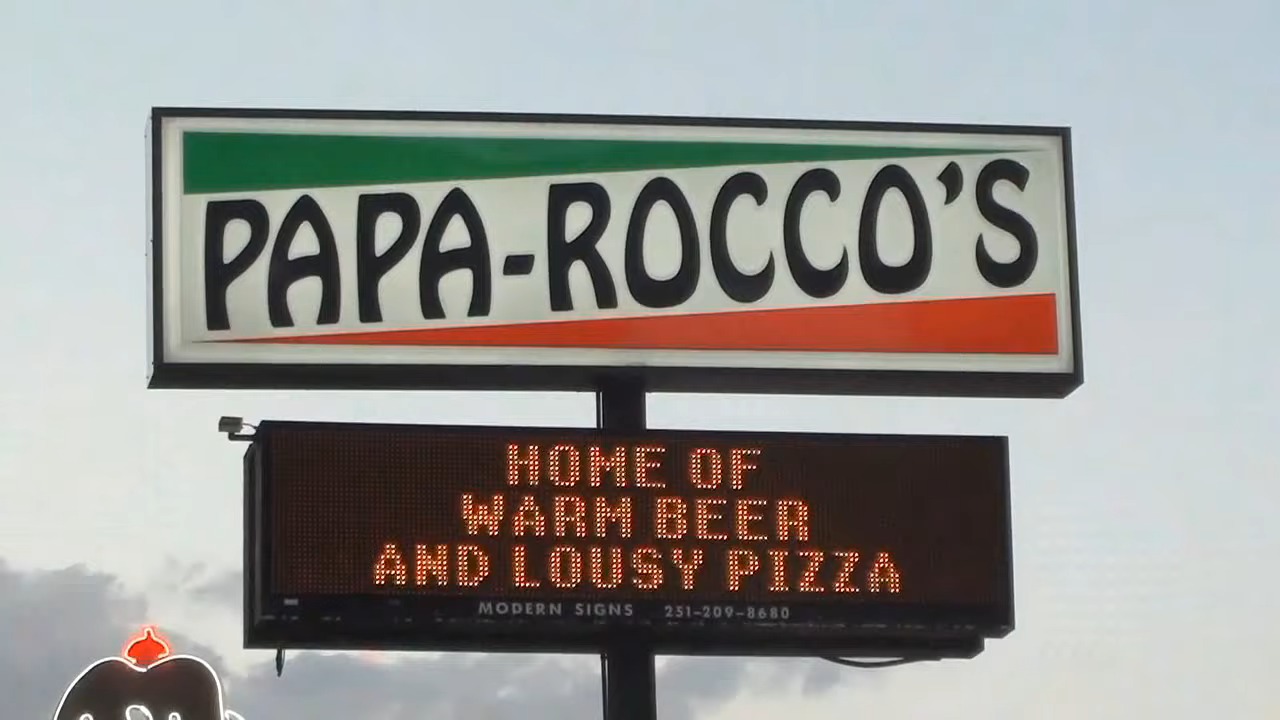 PAPA-ROCCO'S
HOME OF
WARM BEER
AND LOUSY PIZZA
MODERN SIGNS 251-209-8680